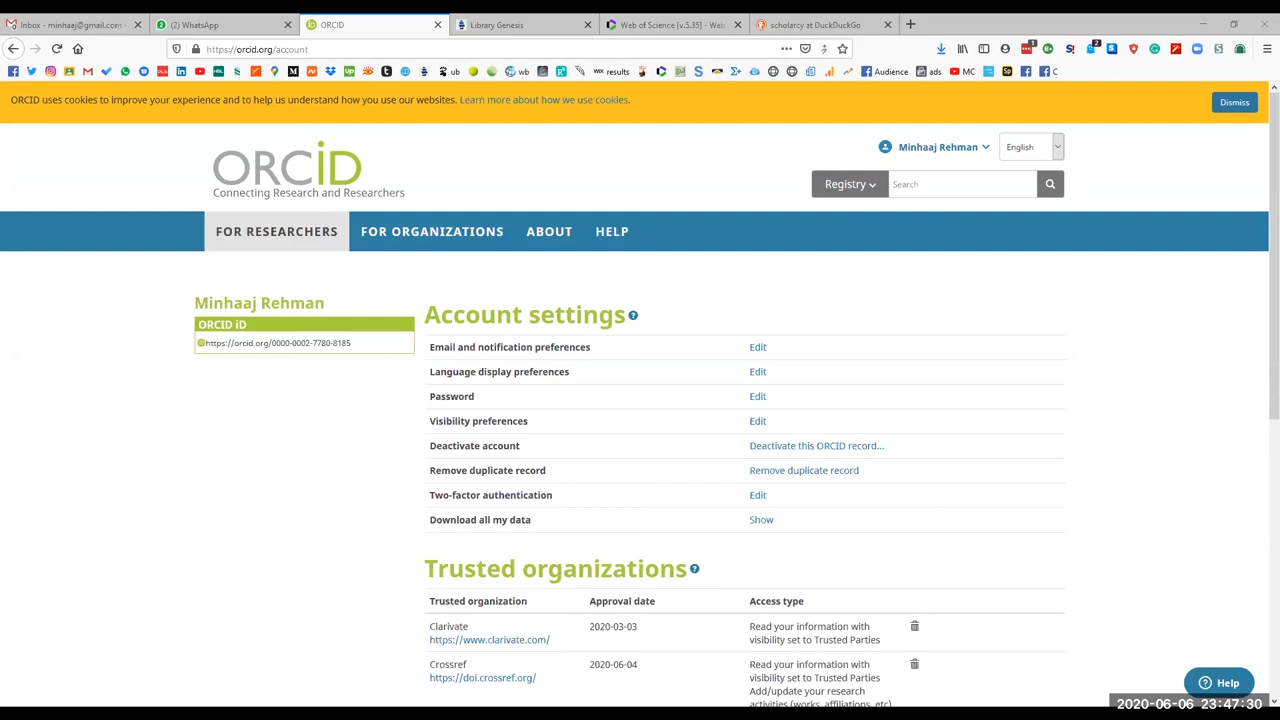 Inbox - minhaaj@gmail.com
(2) WhatsApp
ORCID
Library Genesis
Web of Science [v.5.35] - Web
scholarcy at DuckDuckGo
https://orcid.org/account
ub
wb
WIX results
Audience
ads
MC
Sp
C
ORCID uses cookies to improve your experience and to help us understand how you use our websites. Learn more about how we use cookies.
Dismiss
ORCID
Connecting Research and Researchers
Minhaaj Rehman
English
Registry
Search
FOR RESEARCHERS
FOR ORGANIZATIONS
ABOUT
HELP
Minhaaj Rehman
ORCID iD
https://orcid.org/0000-0002-7780-8185
Account settings
Email and notification preferences Edit
Language display preferences Edit
Password Edit
Visibility preferences Edit
Deactivate account Deactivate this ORCID record...
Remove duplicate record Remove duplicate record
Two-factor authentication Edit
Download all my data Show
Trusted organizations
Trusted organization Approval date Access type
Clarivate 2020-03-03 Read your information with
https://www.clarivate.com/ visibility set to Trusted Parties
Crossref 2020-06-04 Read your information with
https://doi.crossref.org/ visibility set to Trusted Parties
Add/update your research
activities (works, affiliations, etc)
Help
2020-06-06 23:47:30